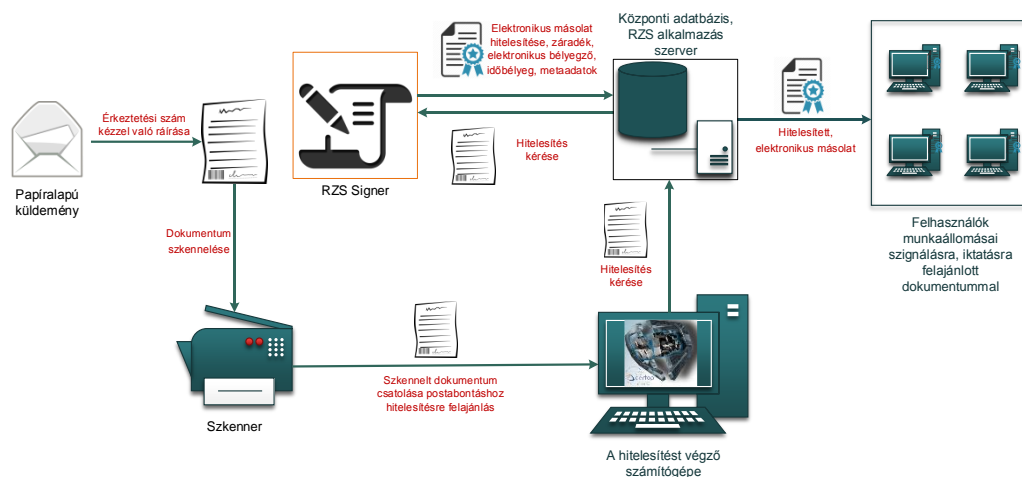 Elektronikus másolat
hitelesítése, záradék,
elektronikus bélyegző,
időbélyeg, metaadatok
Központi adatbázis,
RZS alkalmazás
szerver
Érkeztetési szám
kézzel való ráírása
Papíralapú
küldemény
RZS Signer
Hitelesítés
kérése
Hitelesített,
elektronikus másolat
Felhasználók
munkaállomásai
szignálásra, iktatásra
felajánlott
dokumentummal
Dokumentum
szkennelése
Hitelesítés
kérése
Szkenner
Szkennelt dokumentum
csatolása postabontáshoz
hitelesítésre felajánlás
A hitelesítést végző
számítógépe